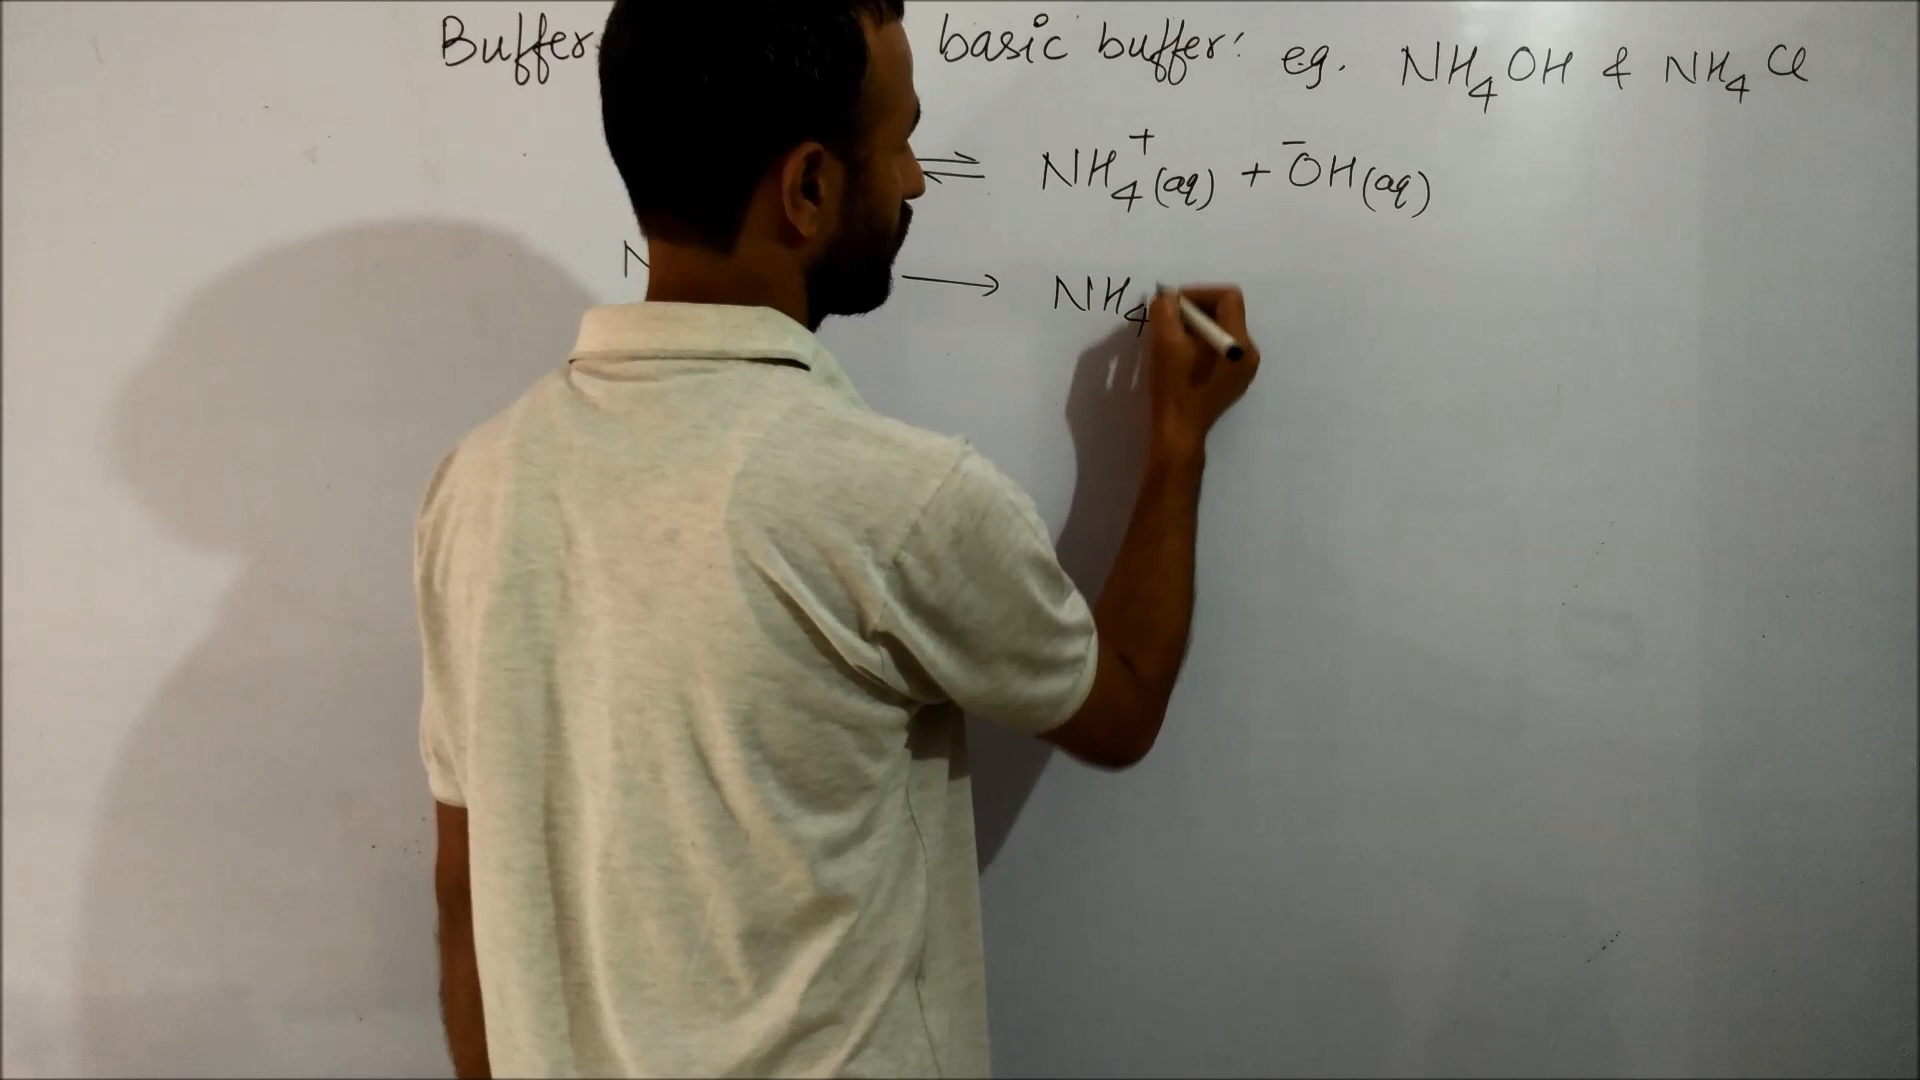 Buffer basic buffer: eg. NH4OH & NH4Cl
⇌ NH4+(aq) + -OH(aq)
N → NH4